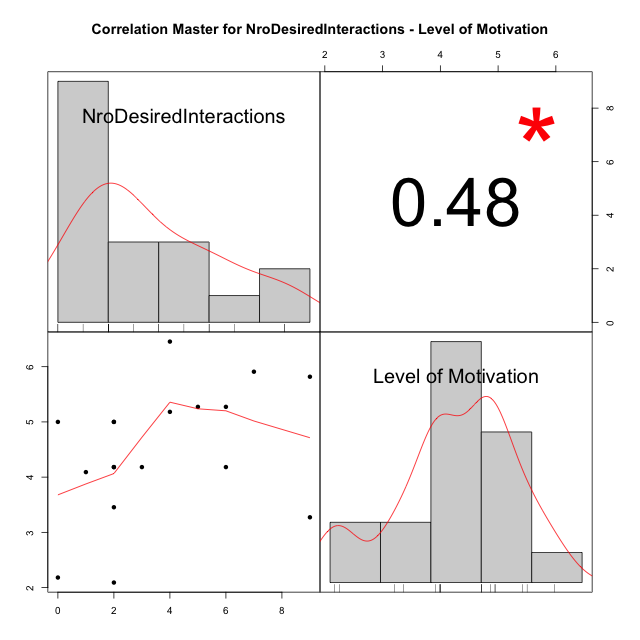 Correlation Master for NroDesiredInteractions - Level of Motivation
2 3 4 5 6
NroDesiredInteractions
*
0.48
8
6
4
2
0
Level of Motivation
6
5
4
3
2
0 2 4 6 8